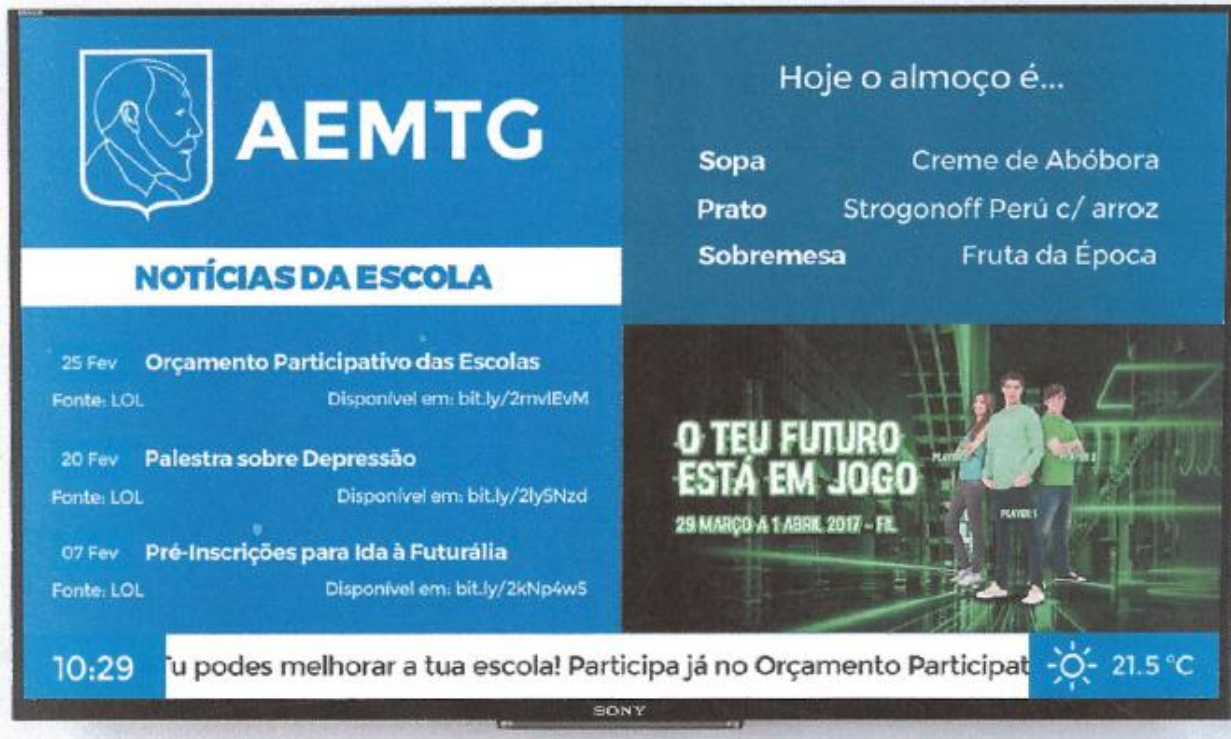 AEMTG
NOTÍCIAS DA ESCOLA
25 Fev Orçamento Participativo das Escolas
Fonte: LOL Disponível em: bit.ly/2mvlEvM
20 Fev Palestra sobre Depressão
Fonte: LOL Disponível em: bit.ly/2ly5Nzd
07 Fev Pré-Inscrições para Ida à Futurália
Fonte: LOL Disponível em: bit.ly/2kNp4w5
Hoje o almoço é...
Sopa Creme de Abóbora
Prato Strogonoff Perú c/ arroz
Sobremesa Fruta da Época
O TEU FUTURO
ESTÁ EM JOGO
29 MARÇO A 1 ABRIL 2017 - FIL
PLAYER 1
10:29 Tu podes melhorar a tua escola! Participa já no Orçamento Participat 21.5 °C
SONY